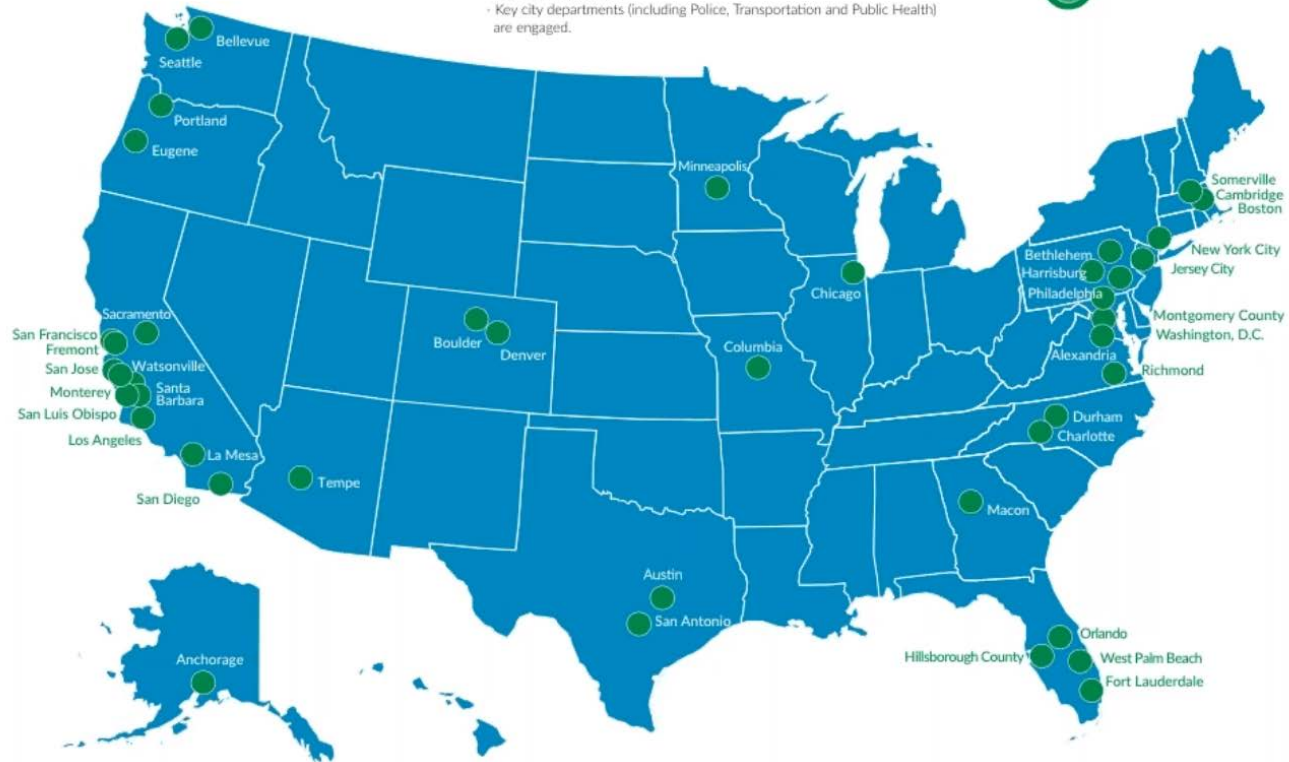 - Key city departments (including Police, Transportation and Public Health)
are engaged.
Bellevue
Seattle
Portland
Eugene
Minneapolis
Somerville
Cambridge
Boston
New York City
Jersey City
Bethlehem
Harrisburg
Philadelphia
Montgomery County
Washington, D.C.
Alexandria
Richmond
Chicago
Sacramento
San Francisco
Fremont
San Jose
Watsonville
Monterey
Santa
Barbara
San Luis Obispo
Los Angeles
La Mesa
San Diego
Boulder
Denver
Columbia
Tempe
Durham
Charlotte
Macon
Austin
San Antonio
Orlando
Hillsborough County
West Palm Beach
Fort Lauderdale
Anchorage